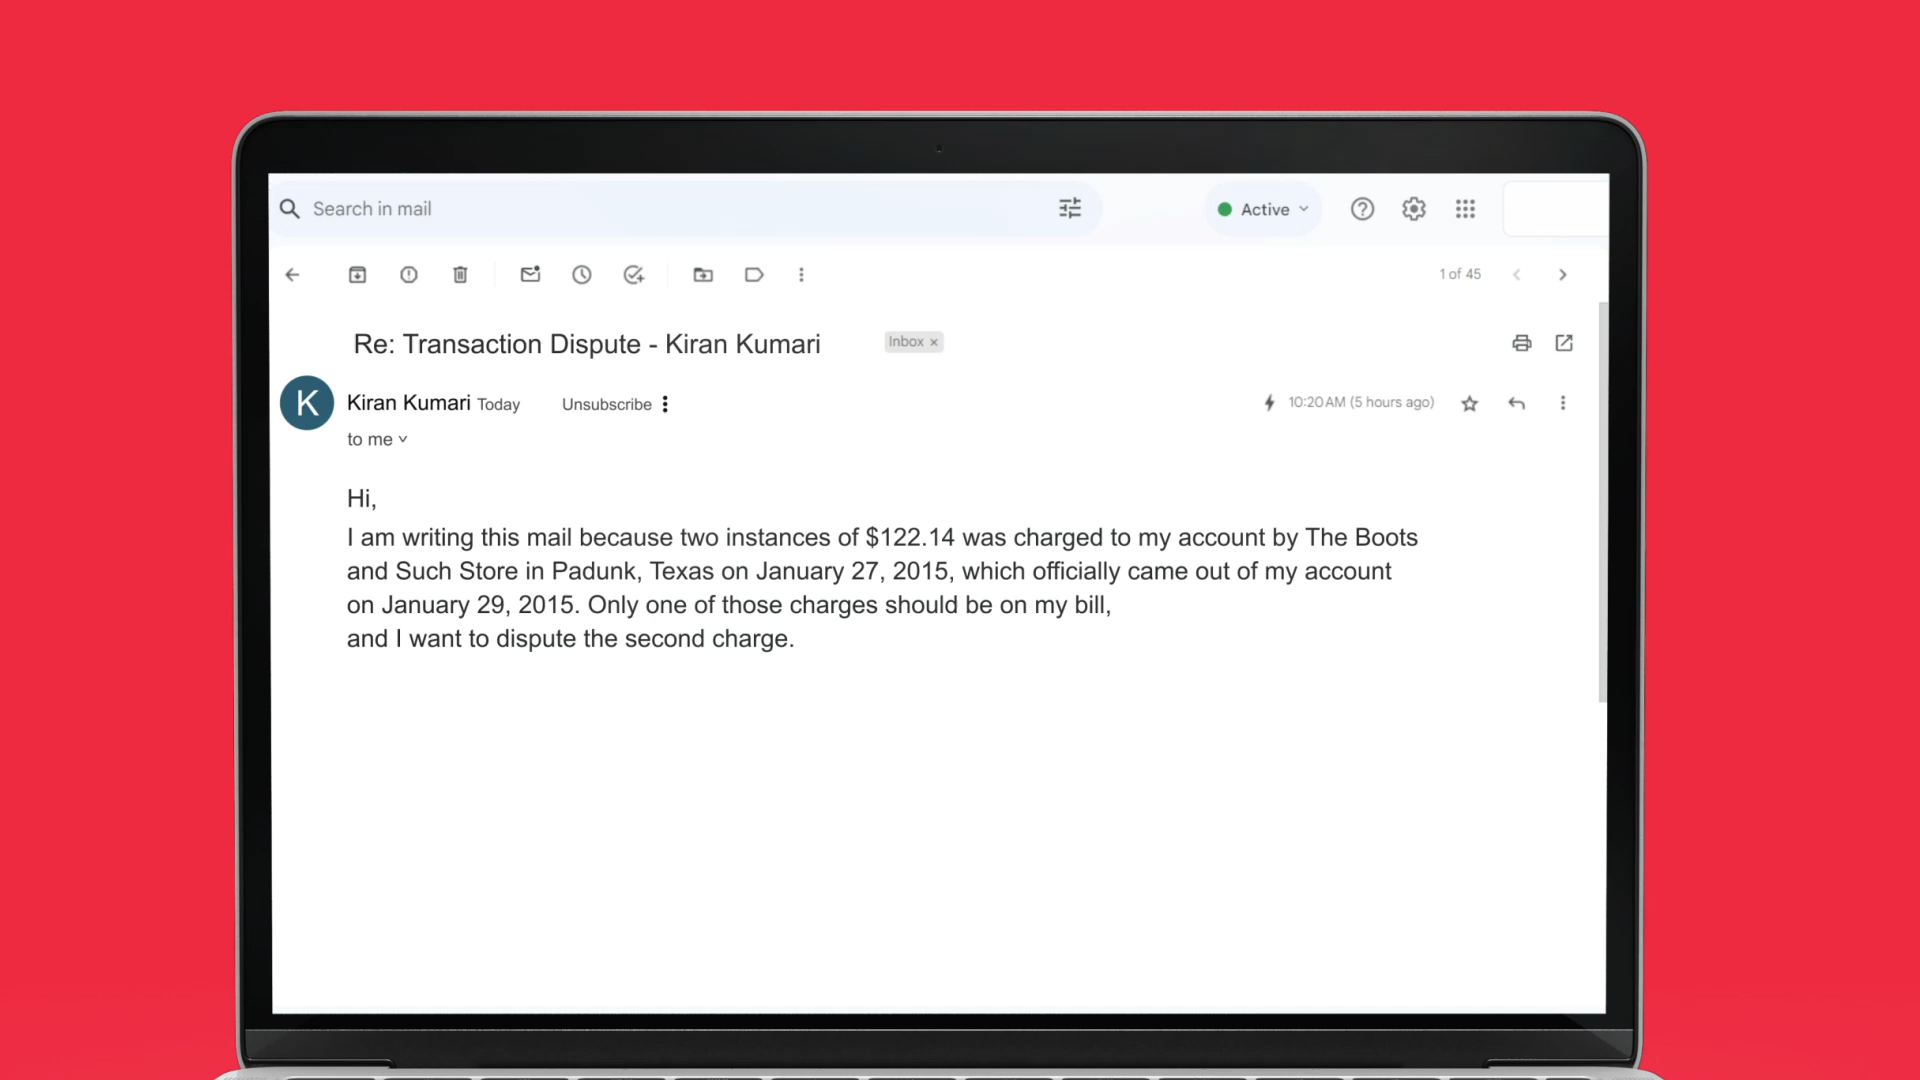 Search in mail
Active
1 of 45
Re: Transaction Dispute - Kiran Kumari
Inbox ×
K
Kiran Kumari Today Unsubscribe
10:20 AM (5 hours ago)
to me
Hi,
I am writing this mail because two instances of $122.14 was charged to my account by The Boots
and Such Store in Padunk, Texas on January 27, 2015, which officially came out of my account
on January 29, 2015. Only one of those charges should be on my bill,
and I want to dispute the second charge.